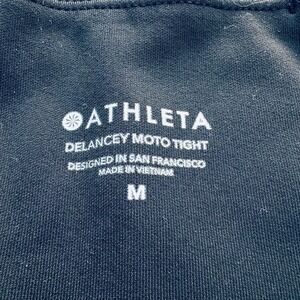 ATHLETA
DELANCEY MOTO TIGHT
DESIGNED IN SAN FRANCISCO
MADE IN VIETNAM
M